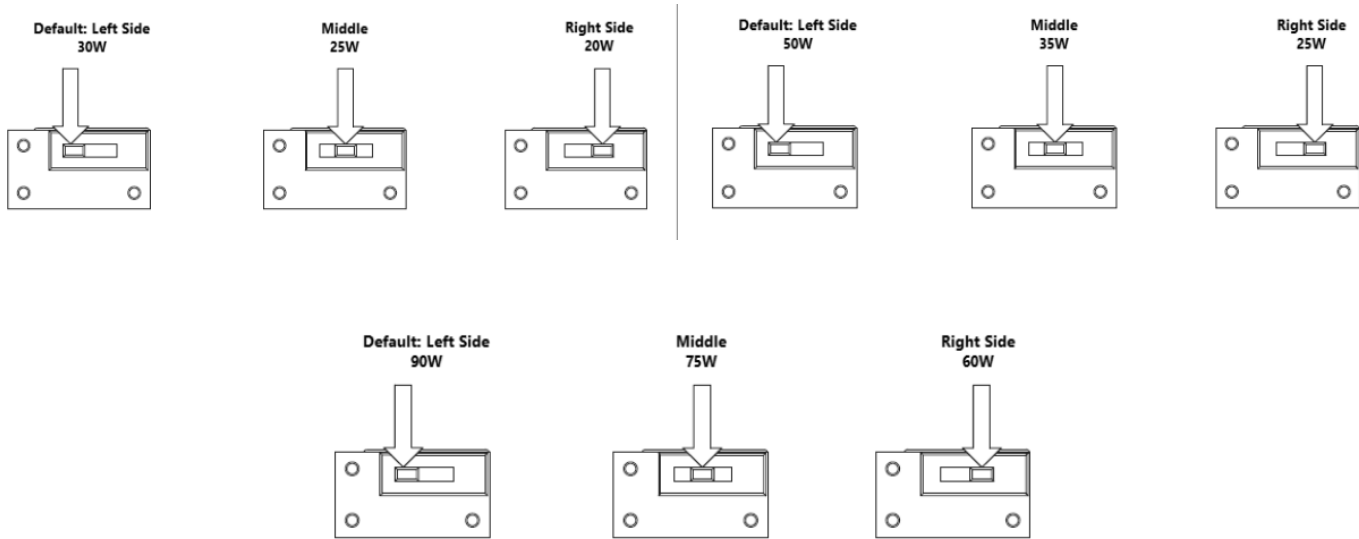 Default: Left Side
30W
Middle
25W
Right Side
20W
Default: Left Side
50W
Middle
35W
Right Side
25W
Default: Left Side
90W
Middle
75W
Right Side
60W